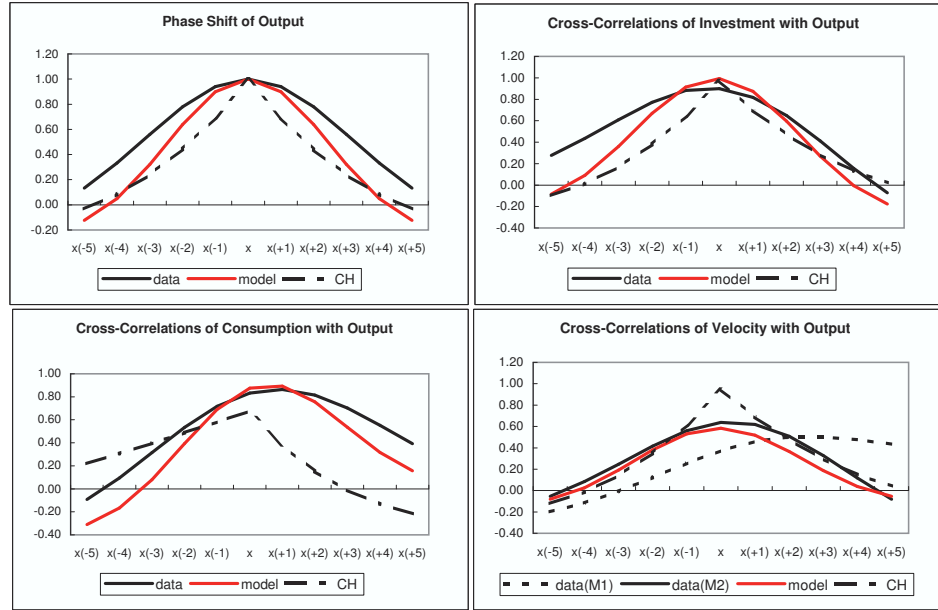 Phase Shift of Output
1.20
1.00
0.80
0.60
0.40
0.20
0.00
-0.20
x(-5) x(-4) x(-3) x(-2) x(-1) x x(+1) x(+2) x(+3) x(+4) x(+5)
data model CH
Cross-Correlations of Investment with Output
1.20
1.00
0.80
0.60
0.40
0.20
0.00
-0.20
-0.40
x(-5) x(-4) x(-3) x(-2) x(-1) x x(+1) x(+2) x(+3) x(+4) x(+5)
data model CH
Cross-Correlations of Consumption with Output
1.00
0.80
0.60
0.40
0.20
0.00
-0.20
-0.40
x(-5) x(-4) x(-3) x(-2) x(-1) x x(+1) x(+2) x(+3) x(+4) x(+5)
data model CH
Cross-Correlations of Velocity with Output
1.20
1.00
0.80
0.60
0.40
0.20
0.00
-0.20
-0.40
x(-5) x(-4) x(-3) x(-2) x(-1) x x(+1) x(+2) x(+3) x(+4) x(+5)
data(M1) data(M2) model CH